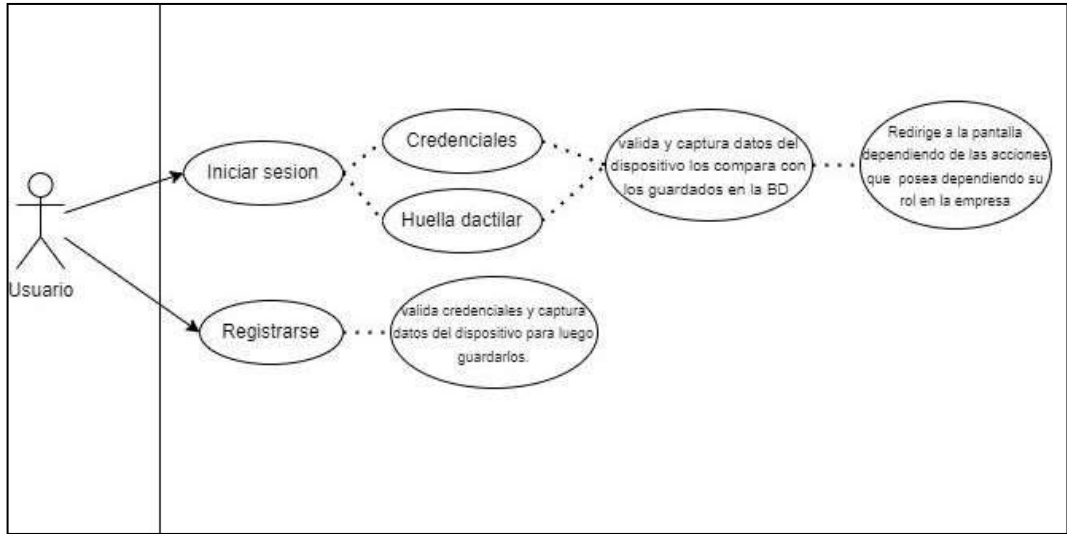 Usuario
Iniciar sesion
Credenciales
Huella dactilar
valida y captura datos del
dispositivo los compara con
los guardados en la BD
Redirige a la pantalla
dependiendo de las acciones
que posea dependiendo su
rol en la empresa
Registrarse
valida credenciales y captura
datos del dispositivo para luego
guardarlos.